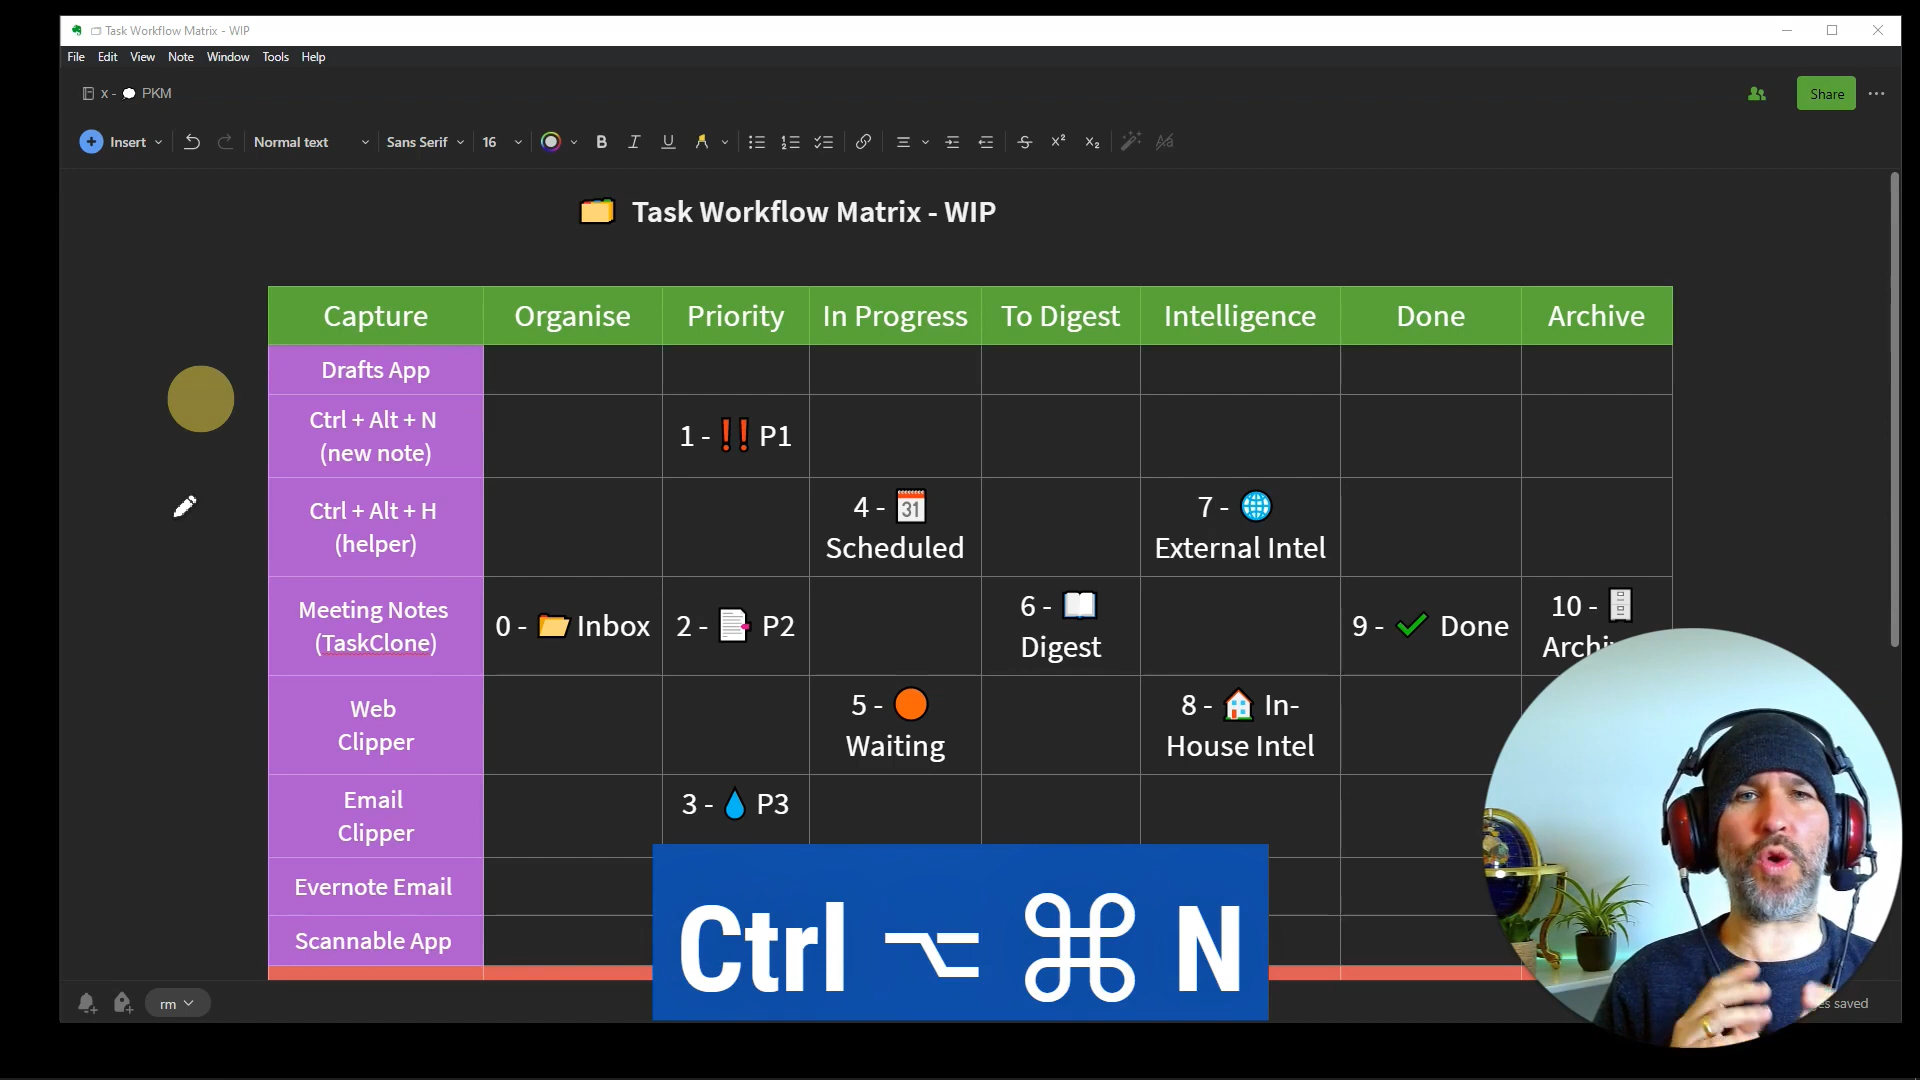 Task Workflow Matrix - WIP
File Edit View Note Window Tools Help
x - PKM
Share
Insert Normal text Sans Serif 16
Task Workflow Matrix - WIP
Capture Organise Priority In Progress To Digest Intelligence Done Archive
Drafts App
Ctrl + Alt + N
(new note)
1 - ‼️ P1
Ctrl + Alt + H
(helper)
4 - 31
Scheduled
7 -
External Intel
Meeting Notes
(TaskClone)
0 - Inbox
2 - P2
6 -
Digest
9 - ✔ Done
10 -
Archi
Web
Clipper
5 -
Waiting
8 - In-
House Intel
Email
Clipper
3 - P3
Evernote Email
Scannable App
Ctrl ⌥ ⌘ N
rm
saved